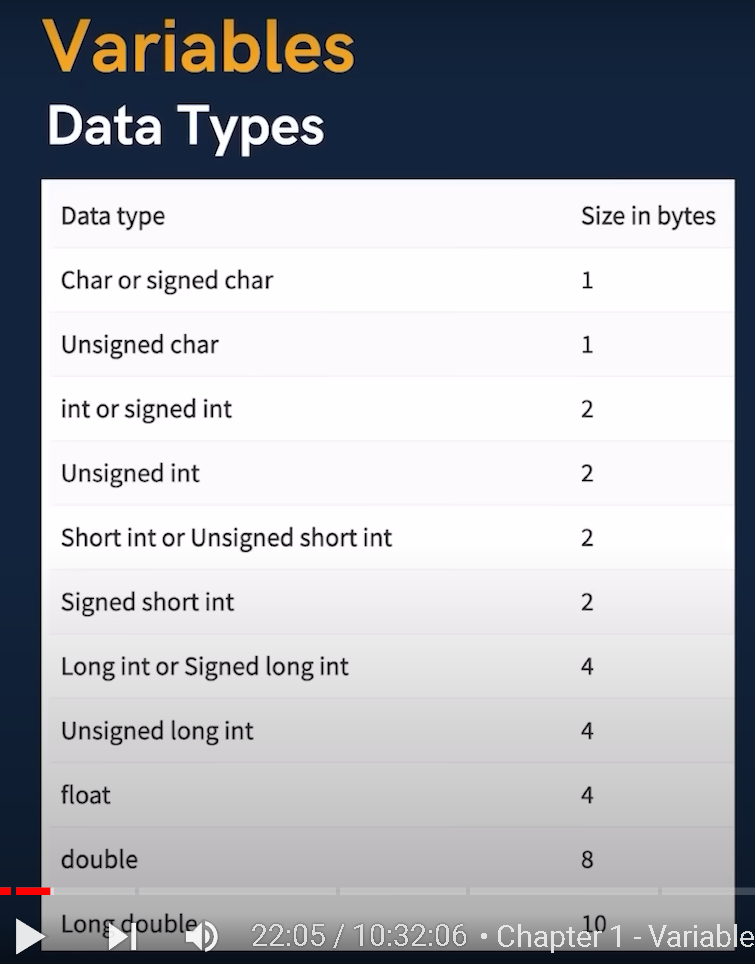 Variables
Data Types
Data type Size in bytes
Char or signed char 1
Unsigned char 1
int or signed int 2
Unsigned int 2
Short int or Unsigned short int 2
Signed short int 2
Long int or Signed long int 4
Unsigned long int 4
float 4
double 8
Long double 10
22:05 / 10:32:06 • Chapter 1 - Variable